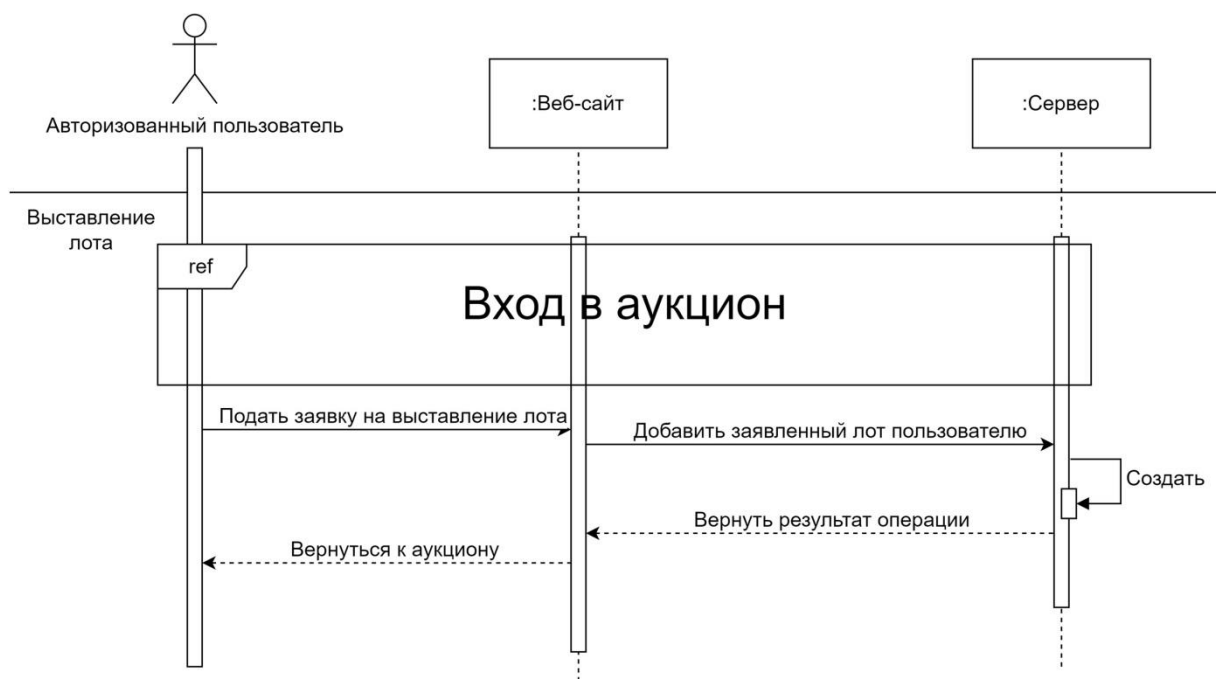 Авторизованный пользователь
:Веб-сайт
:Сервер
Выставление
лота
ref
Вход в аукцион
Подать заявку на выставление лота
Добавить заявленный лот пользователю
Создать
Вернуть результат операции
Вернуться к аукциону